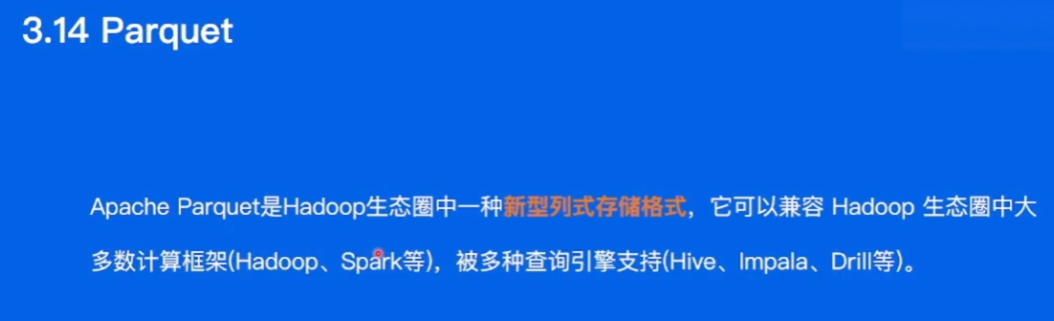 3.14 Parquet
Apache Parquet是Hadoop生态圈中一种新型列式存储格式，它可以兼容 Hadoop 生态圈中大
多数计算框架(Hadoop、Spark等)，被多种查询引擎支持(Hive、Impala、Drill等)。